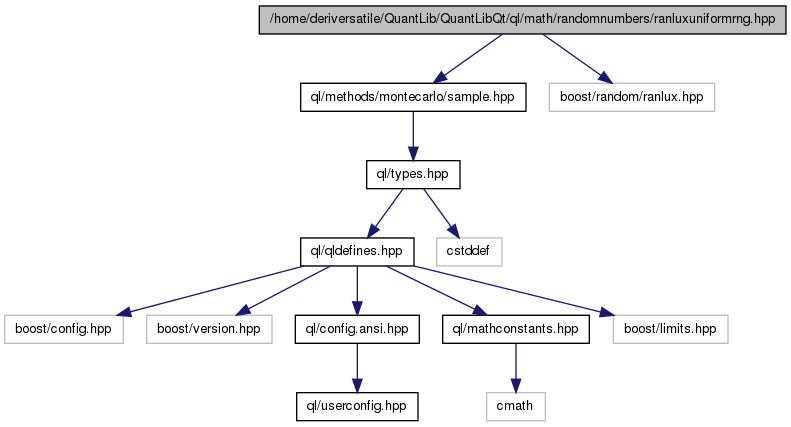 /home/deriversatile/QuantLib/QuantLibQt/ql/math/randomnumbers/ranluxuniformrng.hpp
ql/methods/montecarlo/sample.hpp
boost/random/ranlux.hpp
ql/types.hpp
ql/qldefines.hpp
cstddef
boost/config.hpp
boost/version.hpp
ql/config.ansi.hpp
ql/mathconstants.hpp
boost/limits.hpp
ql/userconfig.hpp
cmath